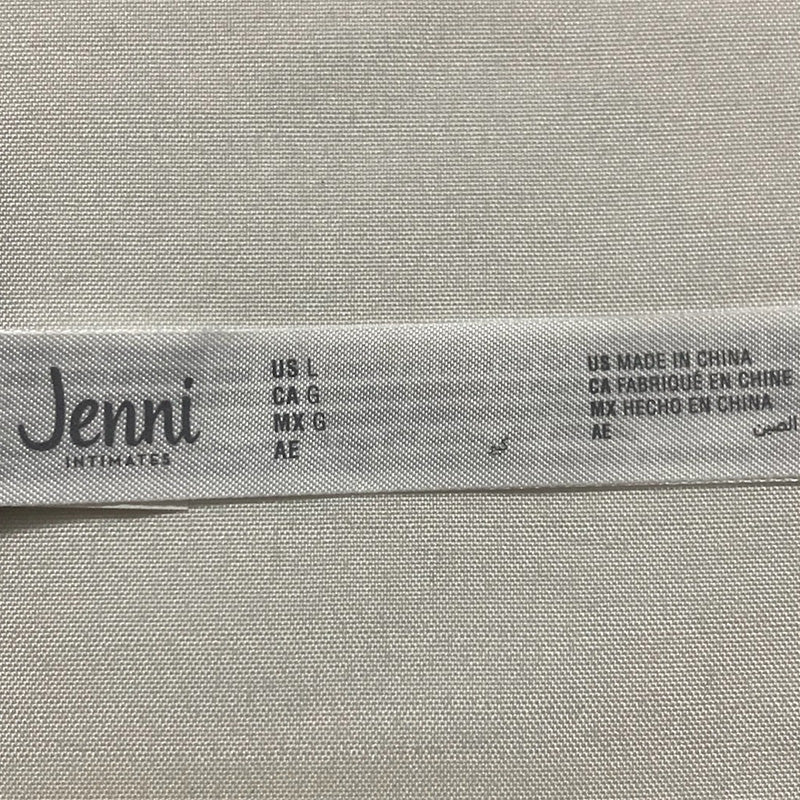 Jenni
INTIMATES
US L
CA G
MX G
AE كبير
US MADE IN CHINA
CA FABRIQUÉ EN CHINE
MX HECHO EN CHINA
AE